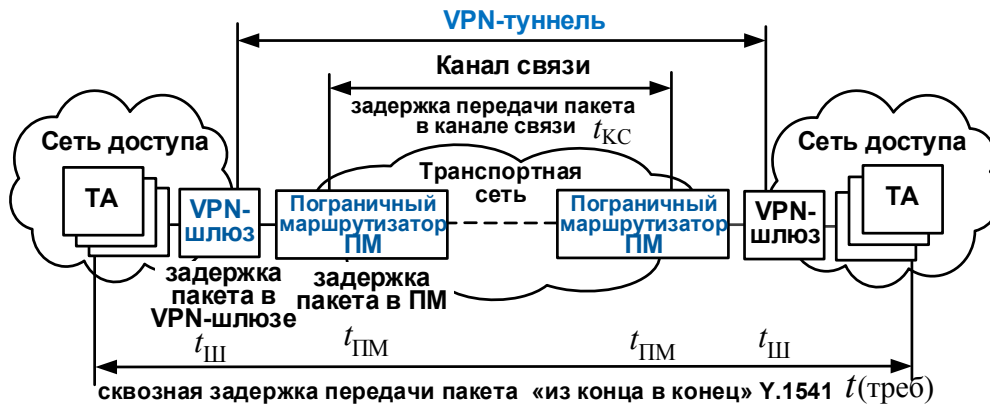 VPN-туннель
Канал связи
задержка передачи пакета
в канале связи tКС
Сеть доступа
Сеть доступа
Транспортная
сеть
ТА
VPN-
шлюз
Пограничный
маршрутизатор
ПМ
Пограничный
маршрутизатор
ПМ
VPN-
шлюз
ТА
задержка
пакета в
VPN-шлюзе
задержка
пакета в ПМ
tШ
tПМ
tПМ
tШ
сквозная задержка передачи пакета «из конца в конец» Y.1541 t(треб)